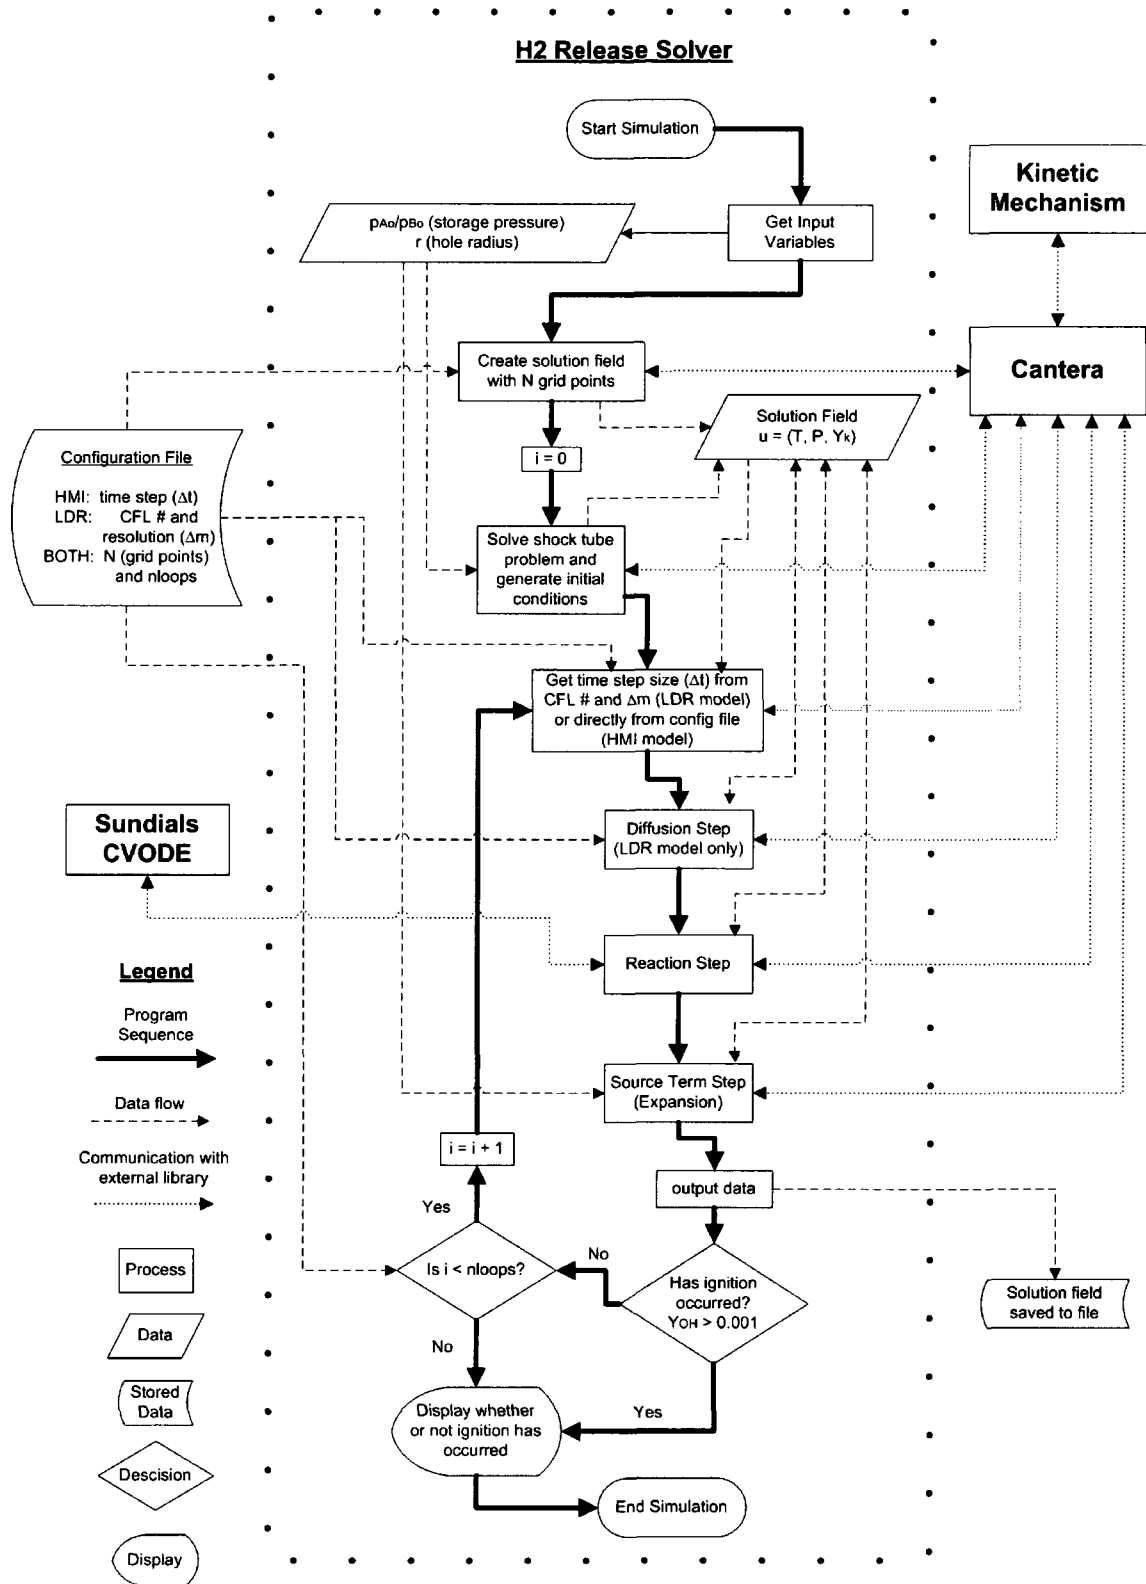 H2 Release Solver
Start Simulation
Kinetic
Mechanism
pAo/pBo (storage pressure)
r (hole radius)
Get Input
Variables
Create solution field
with N grid points
Cantera
Solution Field
u = (T, P, Yk)
Configuration File
HMI: time step (Δt)
LDR: CFL # and
resolution (Δm)
BOTH: N (grid points)
and nloops
i = 0
Solve shock tube
problem and
generate initial
conditions
Get time step size (Δt) from
CFL # and Δm (LDR model)
or directly from config file
(HMI model)
Sundials
CVODE
Diffusion Step
(LDR model only)
Reaction Step
Legend
Program
Sequence
Data flow
Communication with
external library
Process
Data
Stored
Data
Descision
Display
Source Term Step
(Expansion)
i = i + 1
output data
Yes
Is i < nloops?
No
Has ignition
occurred?
YOH > 0.001
Solution field
saved to file
No
Yes
Display whether
or not ignition has
occurred
End Simulation